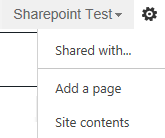 Sharepoint Test
Shared with...
Add a page
Site contents